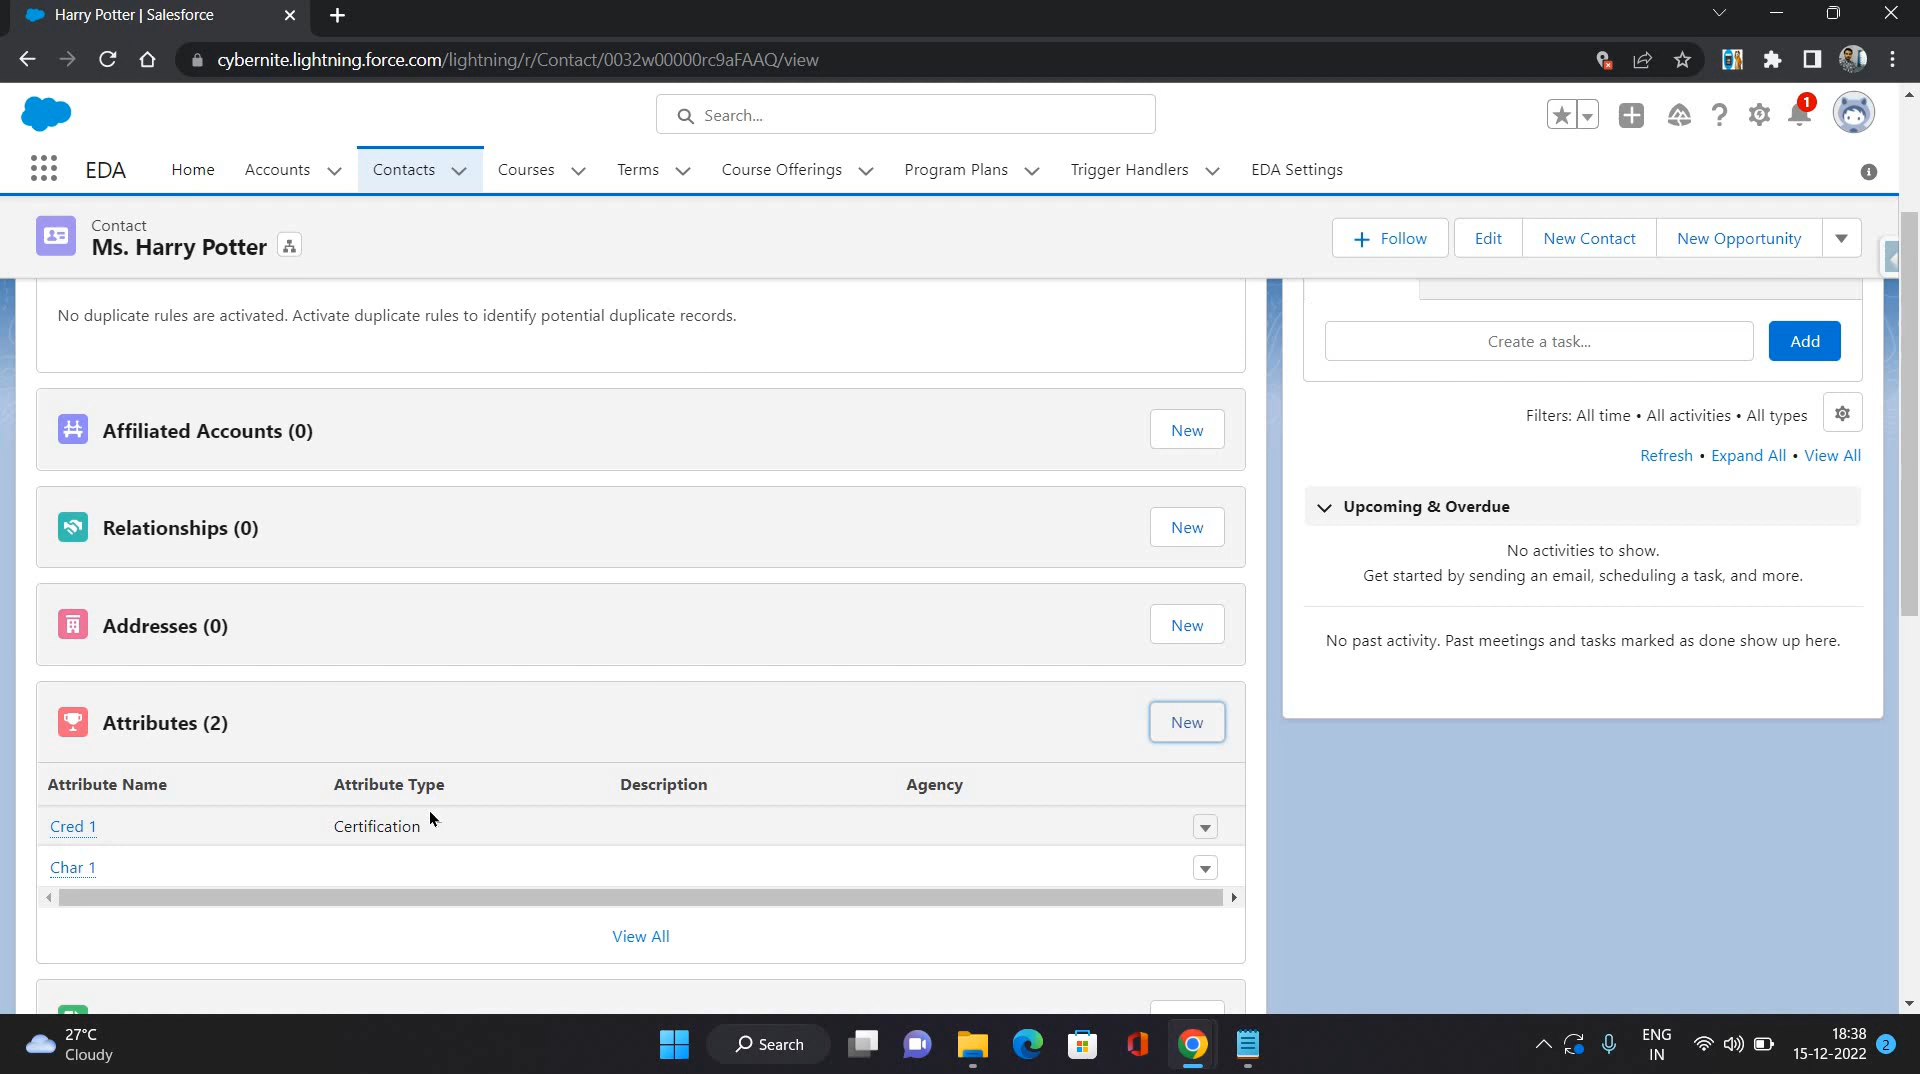 Harry Potter | Salesforce
cybernite.lightning.force.com/lightning/r/Contact/0032w00000rc9aFAAQ/view
Search...
1
EDA
Home
Accounts
Contacts
Courses
Terms
Course Offerings
Program Plans
Trigger Handlers
EDA Settings
Contact
Ms. Harry Potter
Follow
Edit
New Contact
New Opportunity
No duplicate rules are activated. Activate duplicate rules to identify potential duplicate records.
Create a task...
Add
Filters: All time • All activities • All types
Refresh • Expand All • View All
Affiliated Accounts (0)
New
Upcoming & Overdue
No activities to show.
Get started by sending an email, scheduling a task, and more.
No past activity. Past meetings and tasks marked as done show up here.
Relationships (0)
New
Addresses (0)
New
Attributes (2)
New
Attribute Name
Attribute Type
Description
Agency
Cred 1
Certification
Char 1
View All
27°C
Cloudy
Search
ENG
IN
18:38
15-12-2022
2